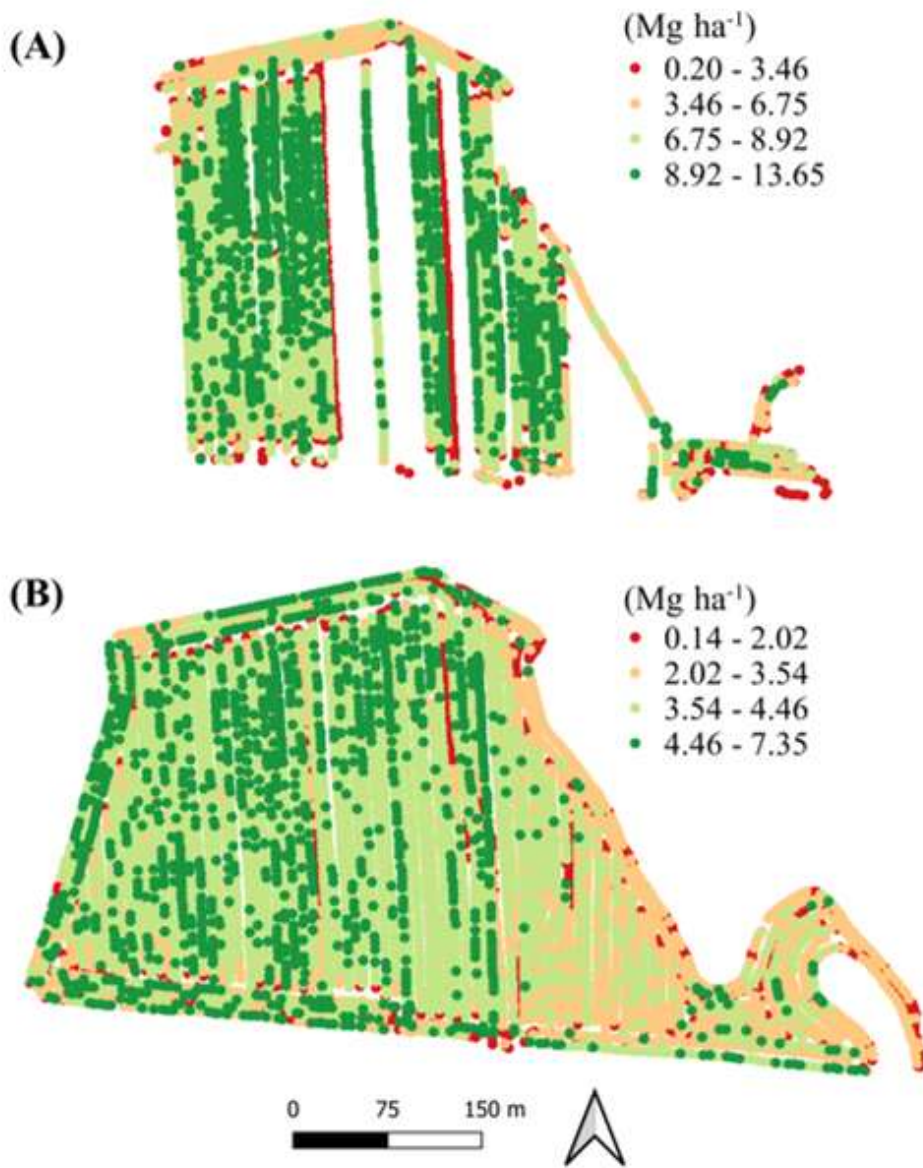 (A)
(Mg ha⁻¹)
0.20 - 3.46
3.46 - 6.75
6.75 - 8.92
8.92 - 13.65
(B)
(Mg ha⁻¹)
0.14 - 2.02
2.02 - 3.54
3.54 - 4.46
4.46 - 7.35
0 75 150 m